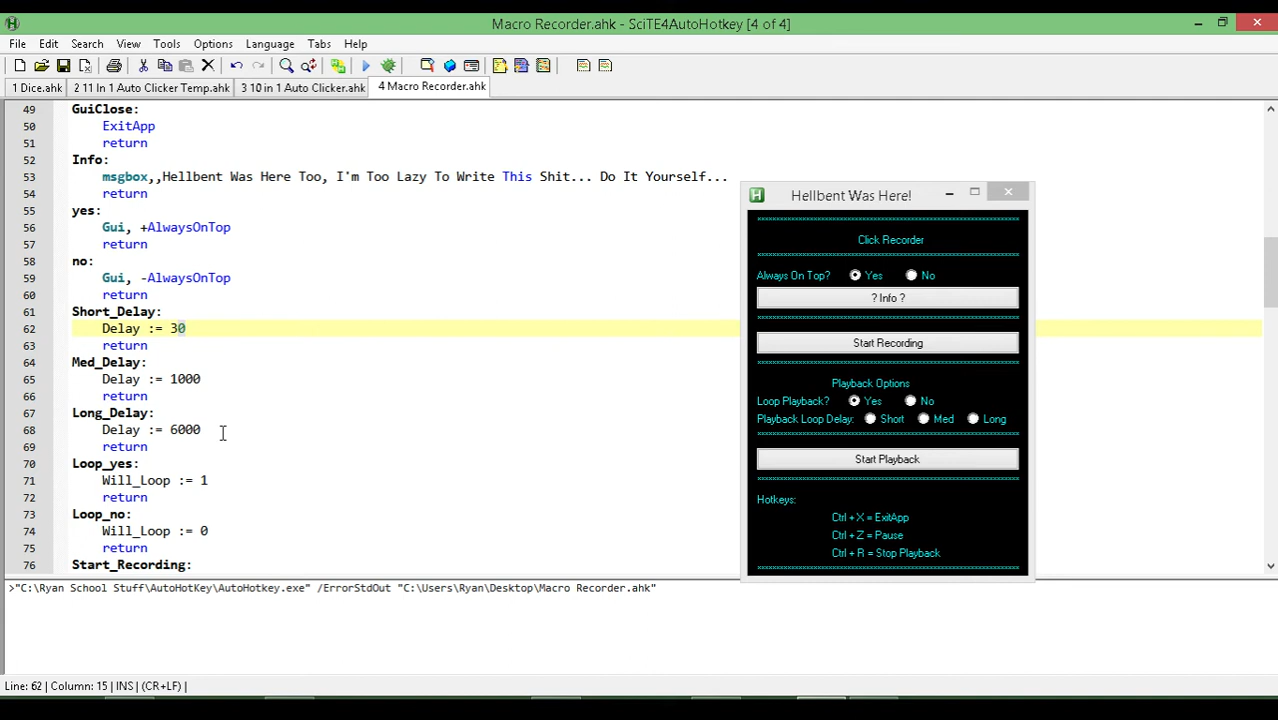 Macro Recorder.ahk - SciTE4AutoHotkey [4 of 4]
File Edit Search View Tools Options Language Tabs Help
1 Dice.ahk 2 11 In 1 Auto Clicker Temp.ahk 3 10 in 1 Auto Clicker.ahk 4 Macro Recorder.ahk
49 GuiClose:
50 ExitApp
51 return
52 Info:
53 msgbox,,Hellbent Was Here Too, I'm Too Lazy To Write This Shit... Do It Yourself...
54 return
55 yes:
56 Gui, +AlwaysOnTop
57 return
58 no:
59 Gui, -AlwaysOnTop
60 return
61 Short_Delay:
62 Delay := 30
63 return
64 Med_Delay:
65 Delay := 1000
66 return
67 Long_Delay:
68 Delay := 6000
69 return
70 Loop_yes:
71 Will_Loop := 1
72 return
73 Loop_no:
74 Will_Loop := 0
75 return
76 Start_Recording:
Hellbent Was Here!
Click Recorder
Always On Top? Yes No
? Info ?
Start Recording
Playback Options
Loop Playback? Yes No
Playback Loop Delay: Short Med Long
Start Playback
Hotkeys:
Ctrl + X = ExitApp
Ctrl + Z = Pause
Ctrl + R = Stop Playback
>"C:\Ryan School Stuff\AutoHotKey\AutoHotkey.exe" /ErrorStdOut "C:\Users\Ryan\Desktop\Macro Recorder.ahk"
Line: 62 | Column: 15 | INS | (CR+LF) |